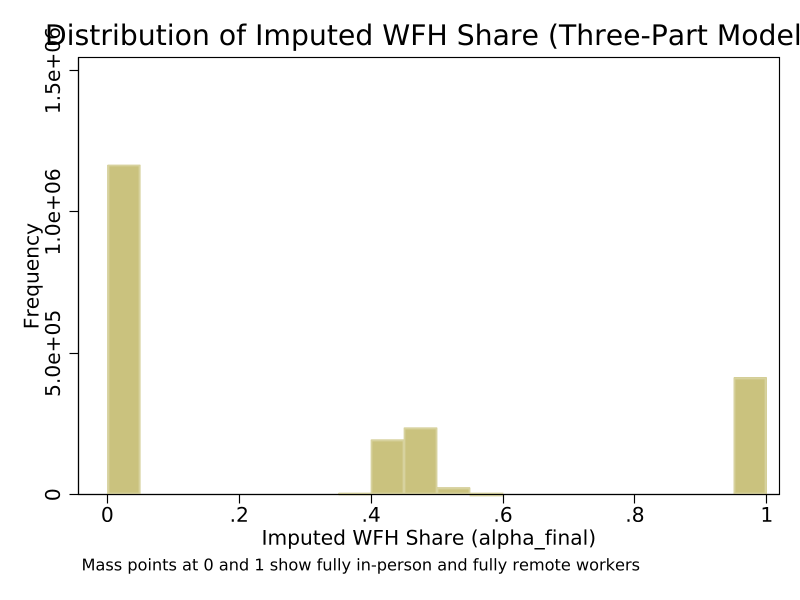 Distribution of Imputed WFH Share (Three-Part Model
1.5e+06
1.0e+06
5.0e+05
0
Frequency
0 .2 .4 .6 .8 1
Imputed WFH Share (alpha_final)
Mass points at 0 and 1 show fully in-person and fully remote workers